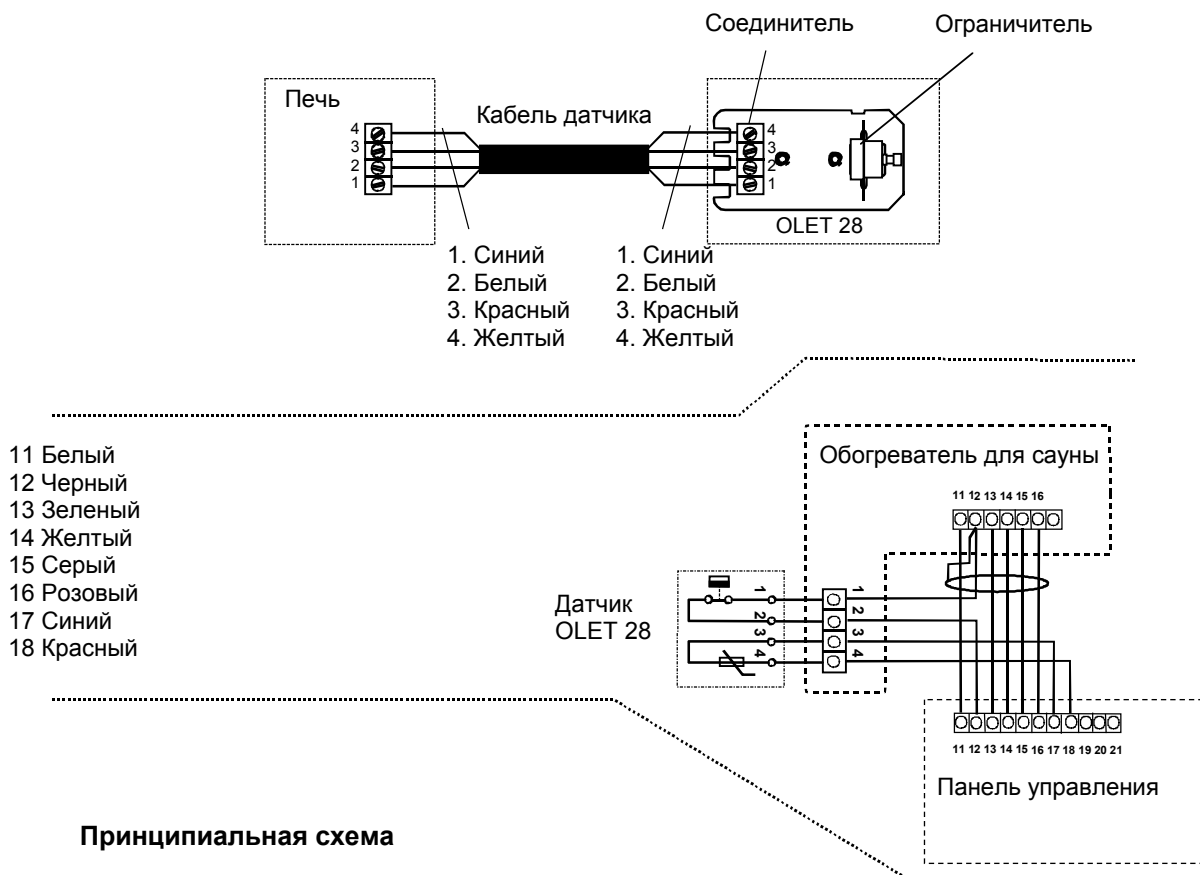 Соединитель
Ограничитель
Печь
Кабель датчика
4
3
2
1
4
3
2
1
OLET 28
1. Синий
2. Белый
3. Красный
4. Желтый
1. Синий
2. Белый
3. Красный
4. Желтый
11 Белый
12 Черный
13 Зеленый
14 Желтый
15 Серый
16 Розовый
17 Синий
18 Красный
Обогреватель для сауны
11 12 13 14 15 16
Датчик
OLET 28
1
2
3
4
1
2
3
4
11 12 13 14 15 16 17 18 19 20 21
Панель управления
Принципиальная схема